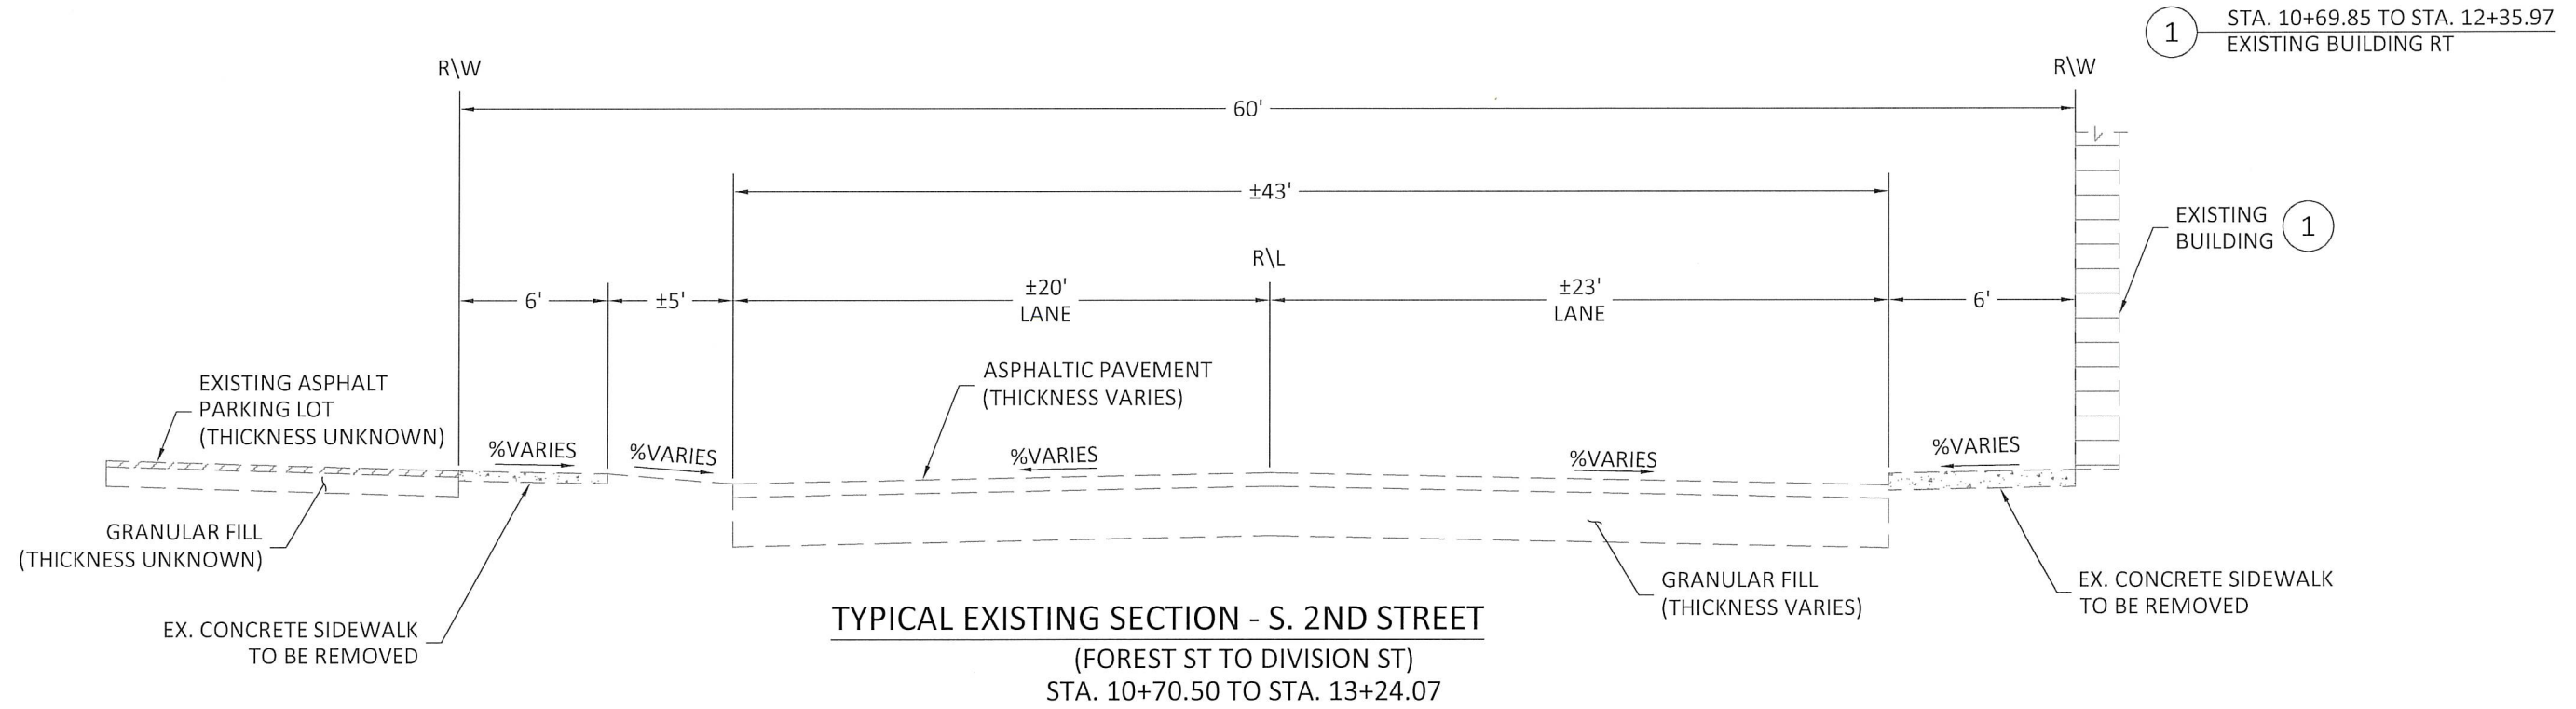 1
STA. 10+69.85 TO STA. 12+35.97
EXISTING BUILDING RT
R\W
R\W
60'
±43'
EXISTING
BUILDING
1
R\L
6'
±5'
±20'
LANE
±23'
LANE
6'
ASPHALTIC PAVEMENT
(THICKNESS VARIES)
EXISTING ASPHALT
PARKING LOT
(THICKNESS UNKNOWN)
%VARIES
%VARIES
%VARIES
%VARIES
%VARIES
GRANULAR FILL
(THICKNESS UNKNOWN)
EX. CONCRETE SIDEWALK
TO BE REMOVED
GRANULAR FILL
(THICKNESS VARIES)
EX. CONCRETE SIDEWALK
TO BE REMOVED
TYPICAL EXISTING SECTION - S. 2ND STREET
(FOREST ST TO DIVISION ST)
STA. 10+70.50 TO STA. 13+24.07